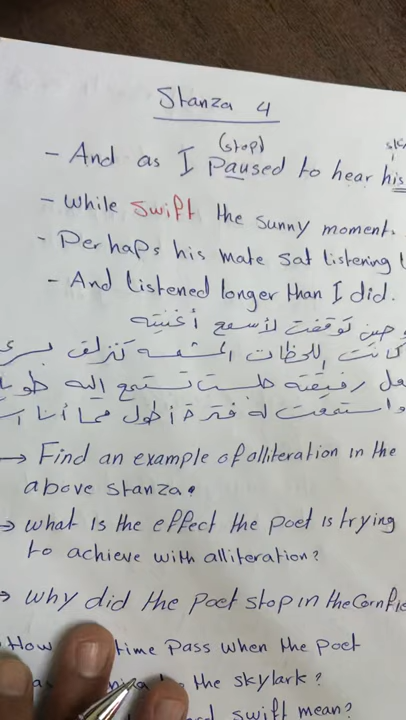 Stanza 4
(stop)
- And as I Paused to hear his
- While swift the sunny moment.
- Perhaps his mate sat listening
- And listened longer than I did.
حين توقفت لأسمع أغنيته
كانت اللحظات المشمسة تنزلق
رفيقته جلست تستمع إليه
واستمعت له فترة أطول مما أنا
→ Find an example of alliteration in the
above stanza.
→ what is the effect the poet is trying
to achieve with alliteration?
→ why did the Poet stop in the
How time Pass when the poet
the skylark?
swift mean?